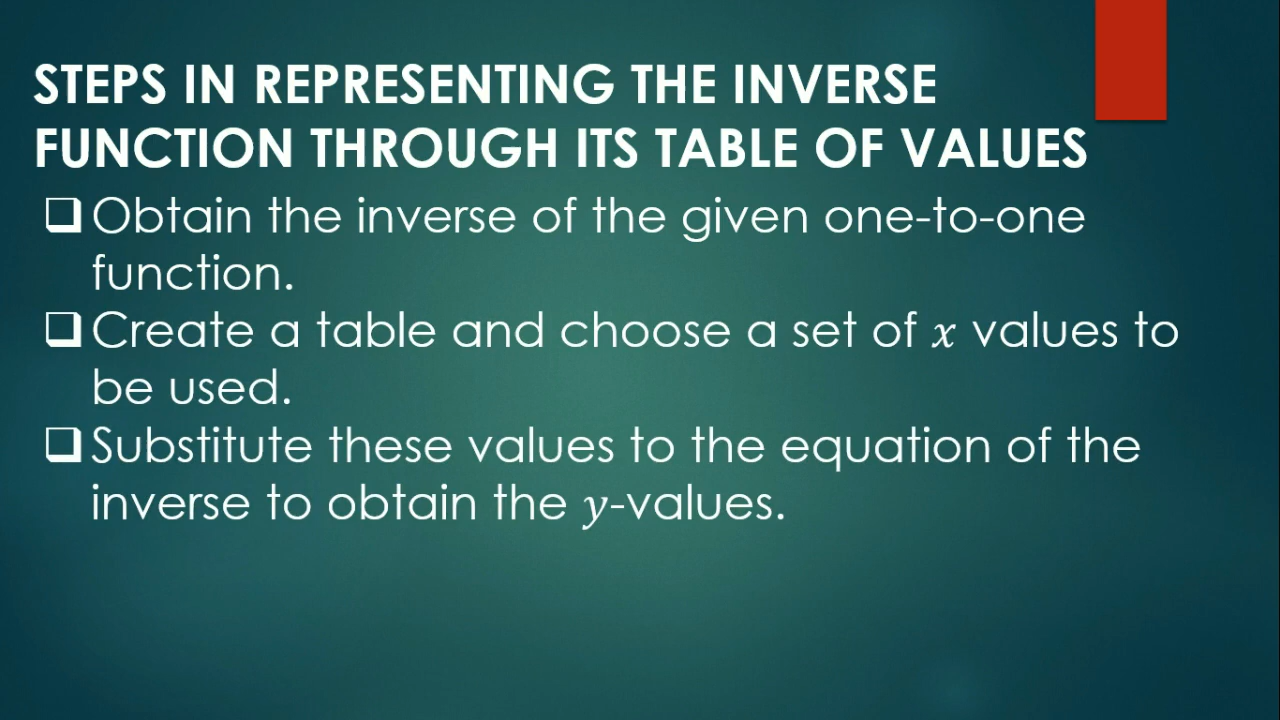 STEPS IN REPRESENTING THE INVERSE
FUNCTION THROUGH ITS TABLE OF VALUES
❑ Obtain the inverse of the given one-to-one
function.
❑ Create a table and choose a set of 𝑥 values to
be used.
❑ Substitute these values to the equation of the
inverse to obtain the 𝑦-values.